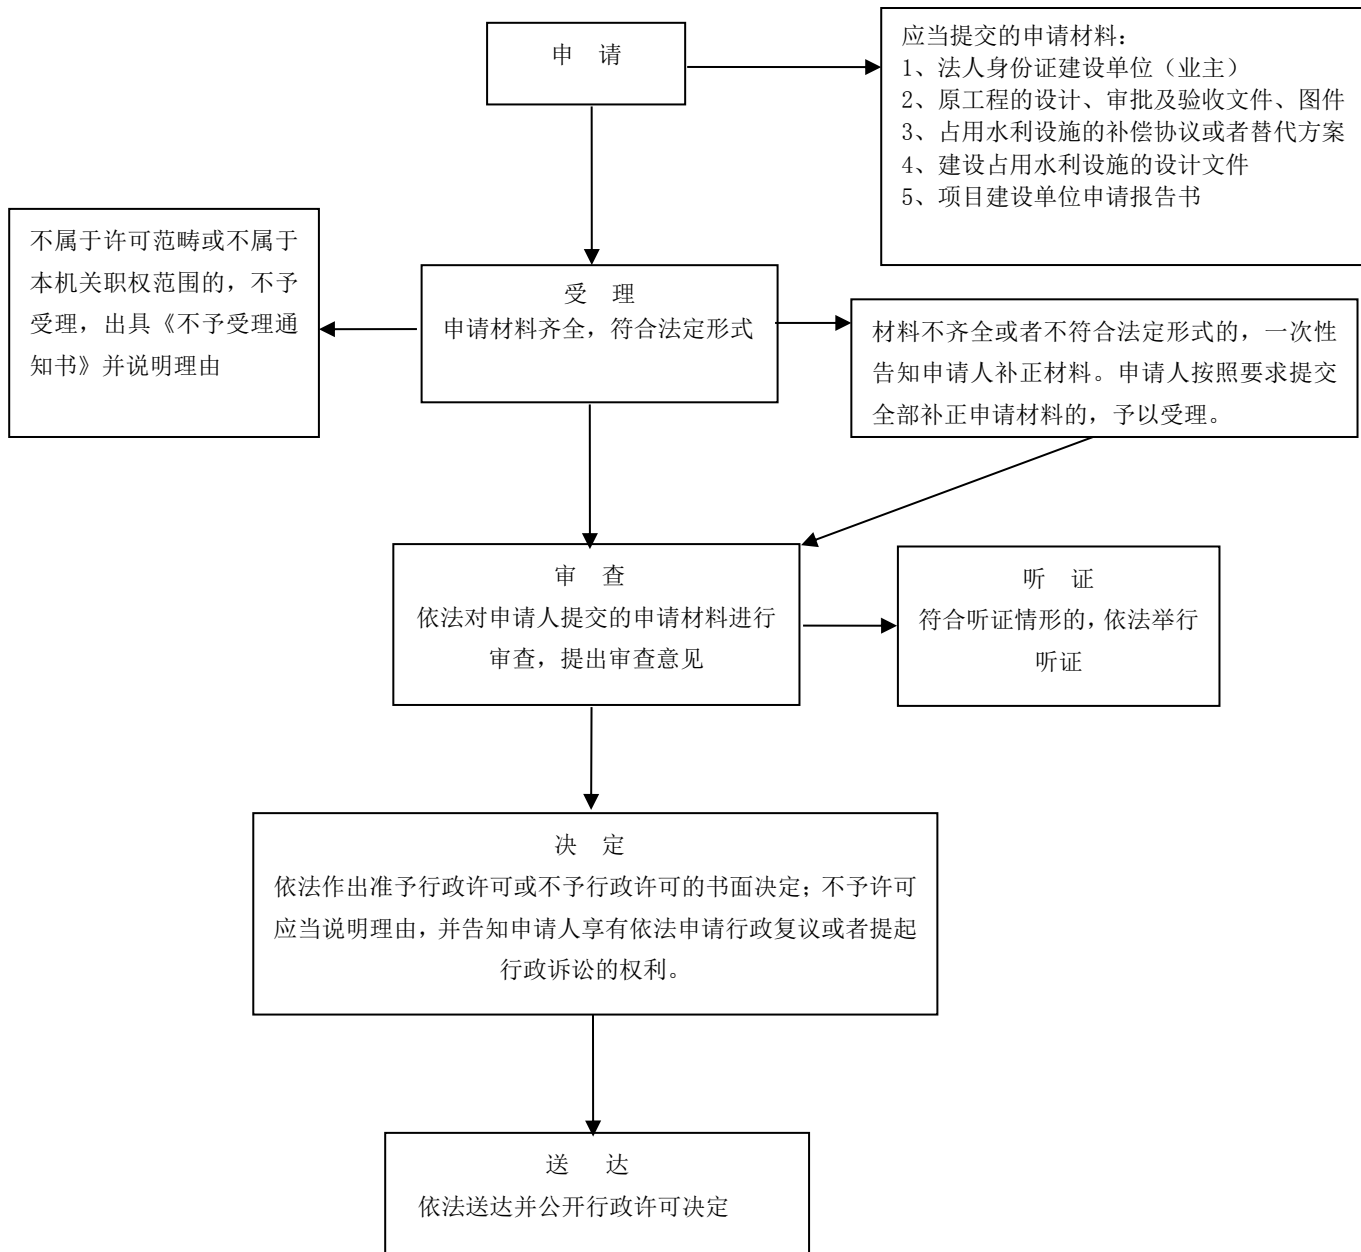 申 请
应当提交的申请材料：
1、法人身份证建设单位（业主）
2、原工程的设计、审批及验收文件、图件
3、占用水利设施的补偿协议或者替代方案
4、建设占用水利设施的设计文件
5、项目建设单位申请报告书
不属于许可范畴或不属于
本机关职权范围的，不予
受理，出具《不予受理通
知书》并说明理由
受 理
申请材料齐全，符合法定形式
材料不齐全或者不符合法定形式的，一次性
告知申请人补正材料。申请人按照要求提交
全部补正申请材料的，予以受理。
审 查
依法对申请人提交的申请材料进行
审查，提出审查意见
听 证
符合听证情形的，依法举行
听证
决 定
依法作出准予行政许可或不予行政许可的书面决定；不予许可
应当说明理由，并告知申请人享有依法申请行政复议或者提起
行政诉讼的权利。
送 达
依法送达并公开行政许可决定